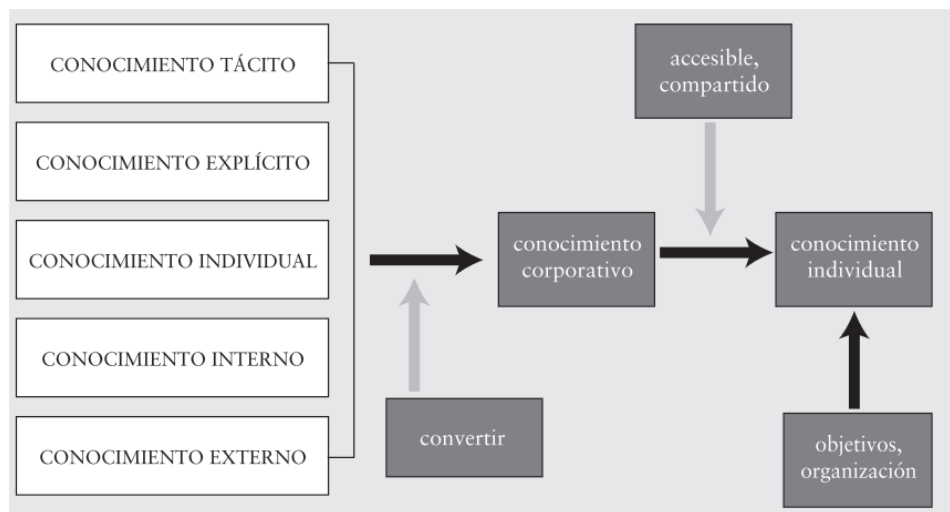 CONOCIMIENTO TÁCITO
CONOCIMIENTO EXPLÍCITO
CONOCIMIENTO INDIVIDUAL
CONOCIMIENTO INTERNO
CONOCIMIENTO EXTERNO
convertir
conocimiento
corporativo
accesible,
compartido
conocimiento
individual
objetivos,
organización